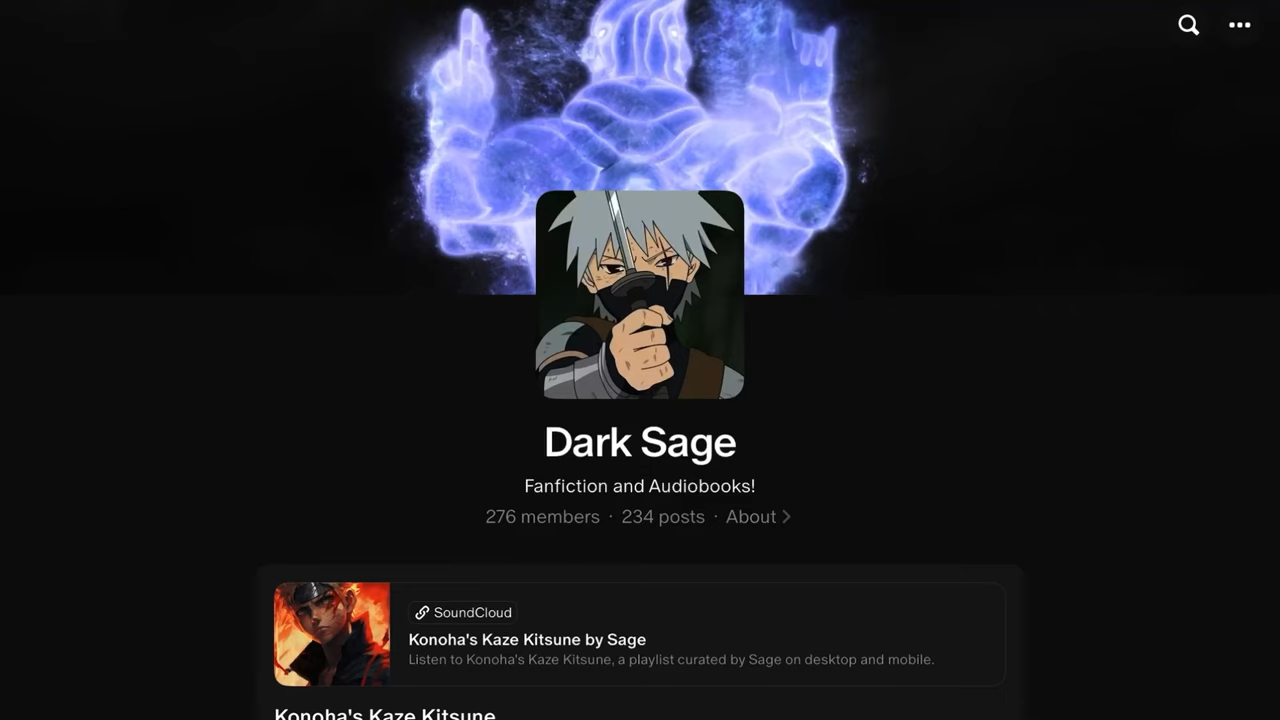 Dark Sage
Fanfiction and Audiobooks!
276 members · 234 posts · About
SoundCloud
Konoha's Kaze Kitsune by Sage
Listen to Konoha's Kaze Kitsune, a playlist curated by Sage on desktop and mobile.
Konoha's Kaze Kitsune